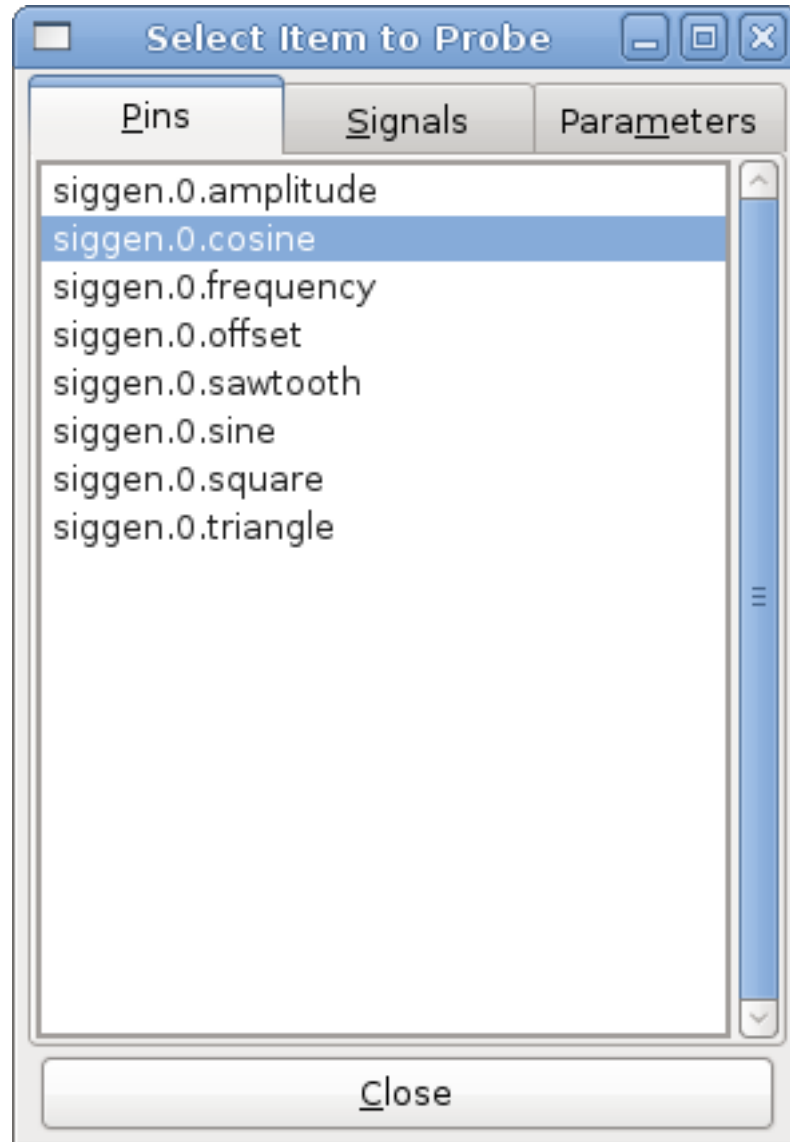 Select Item to Probe
Pins Signals Parameters
siggen.0.amplitude
siggen.0.cosine
siggen.0.frequency
siggen.0.offset
siggen.0.sawtooth
siggen.0.sine
siggen.0.square
siggen.0.triangle
Close